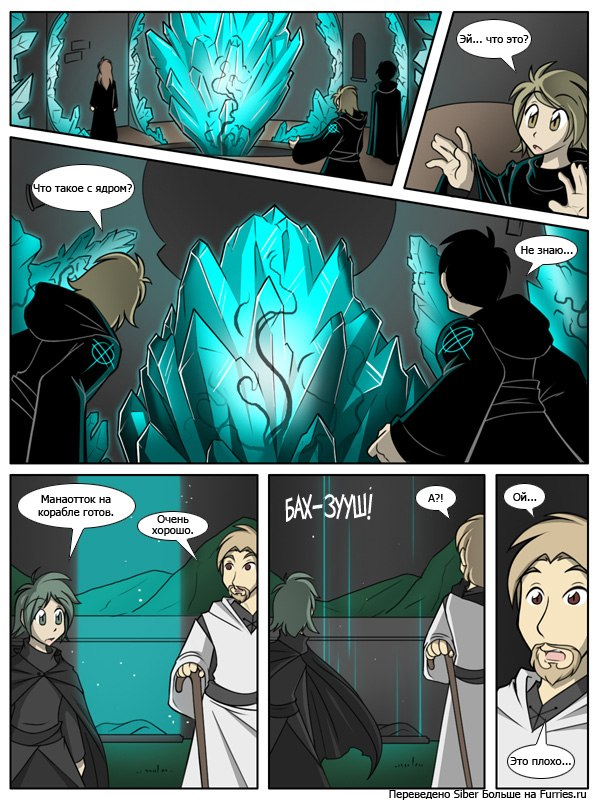 Эй... что это?
Что такое с ядром?
Не знаю...
Манаотток на
корабле готов.
Очень
хорошо.
БАХ-ЗУУШ!
А?!
Ой...
Это плохо...
Переведено Siber Больше на Furries.ru